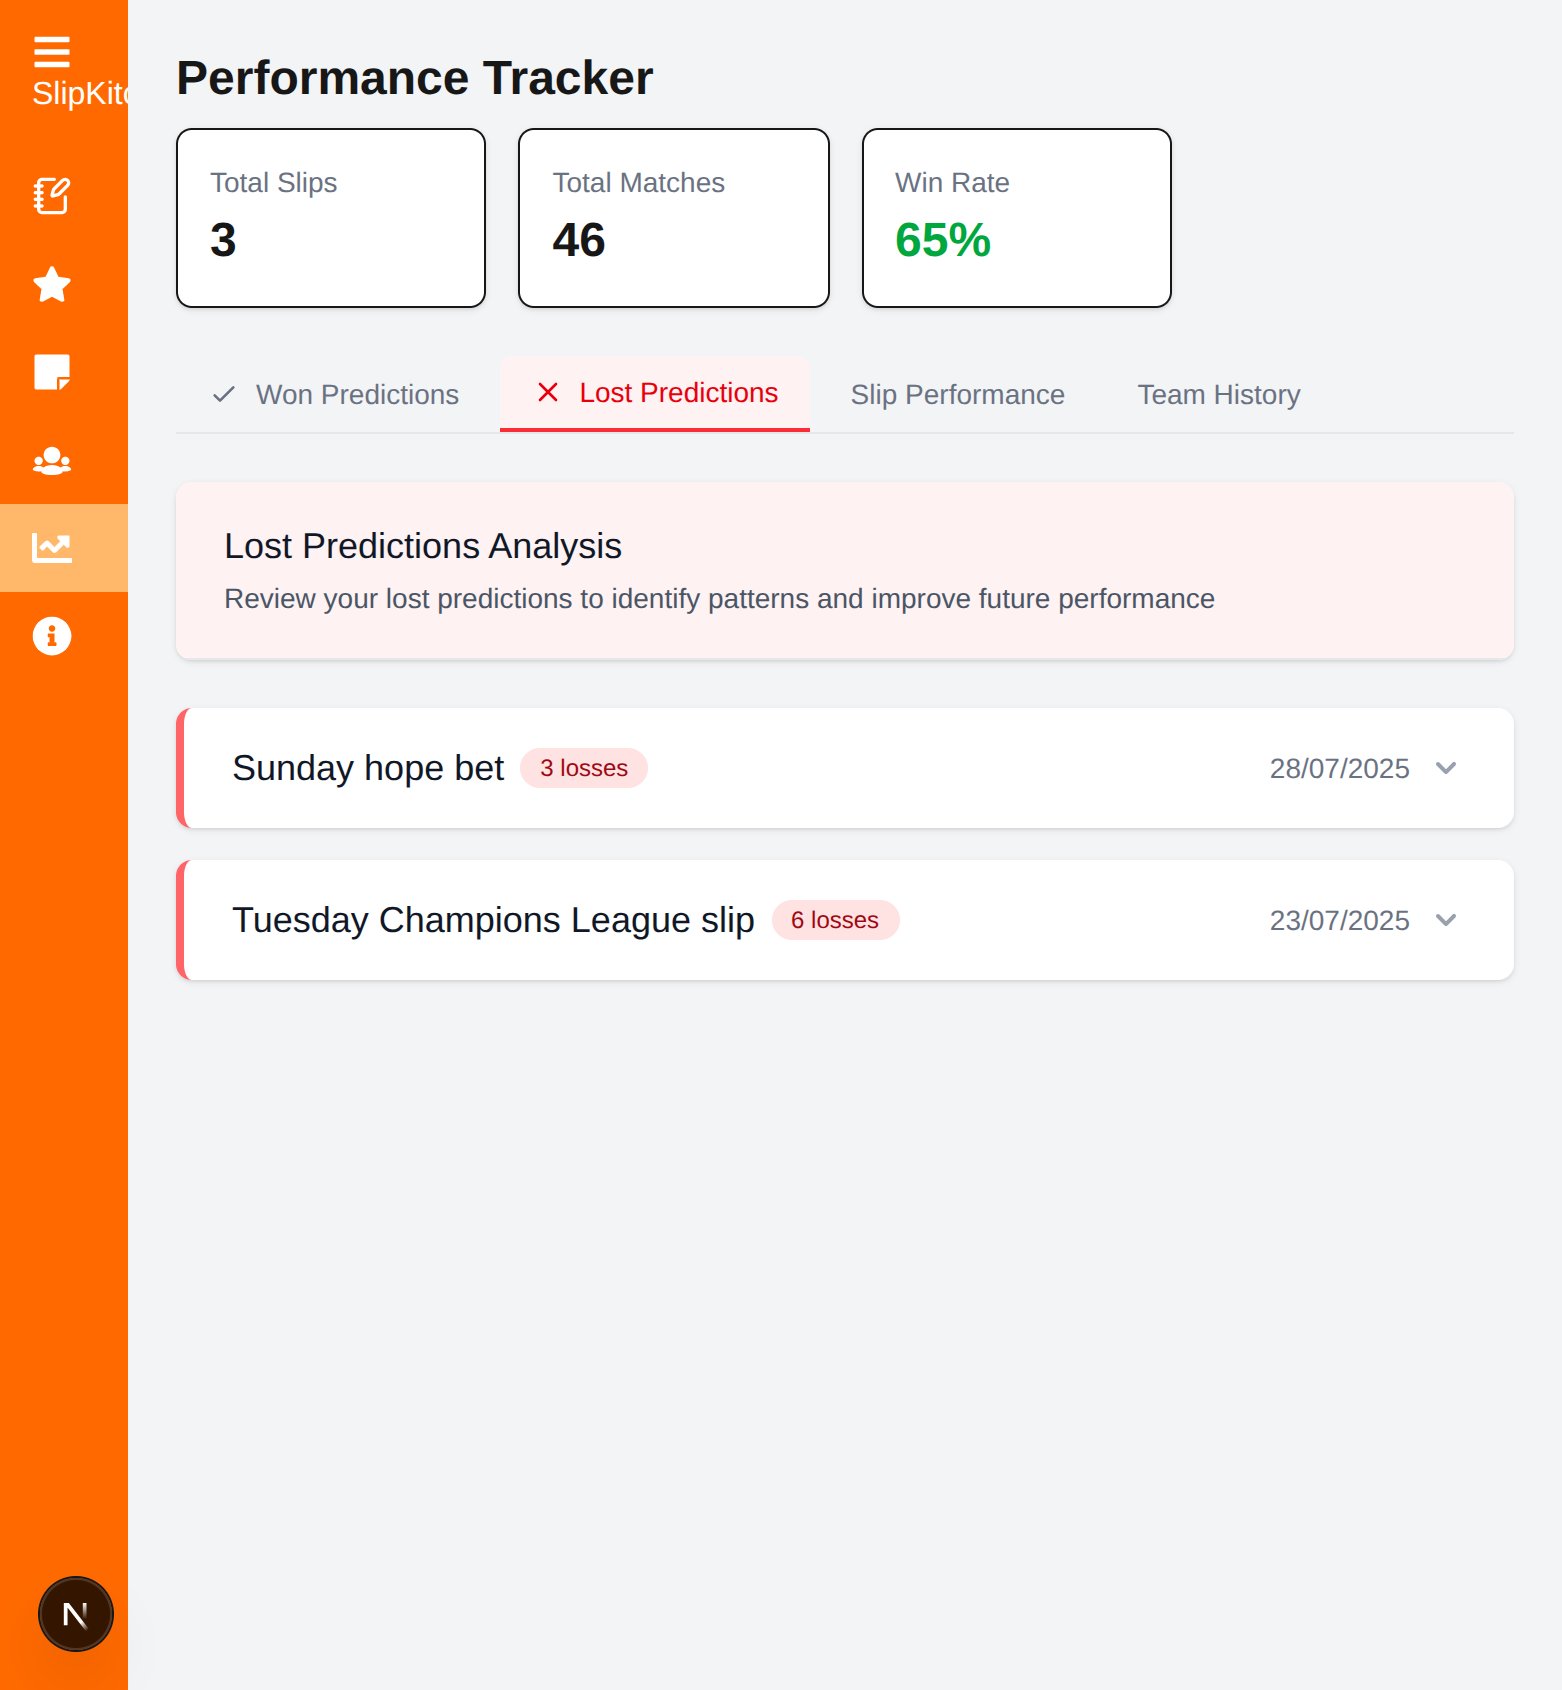 SlipKitc
Performance Tracker
Total Slips
3
Total Matches
46
Win Rate
65%
Won Predictions
Lost Predictions
Slip Performance
Team History
Lost Predictions Analysis
Review your lost predictions to identify patterns and improve future performance
Sunday hope bet
3 losses
28/07/2025
Tuesday Champions League slip
6 losses
23/07/2025
N